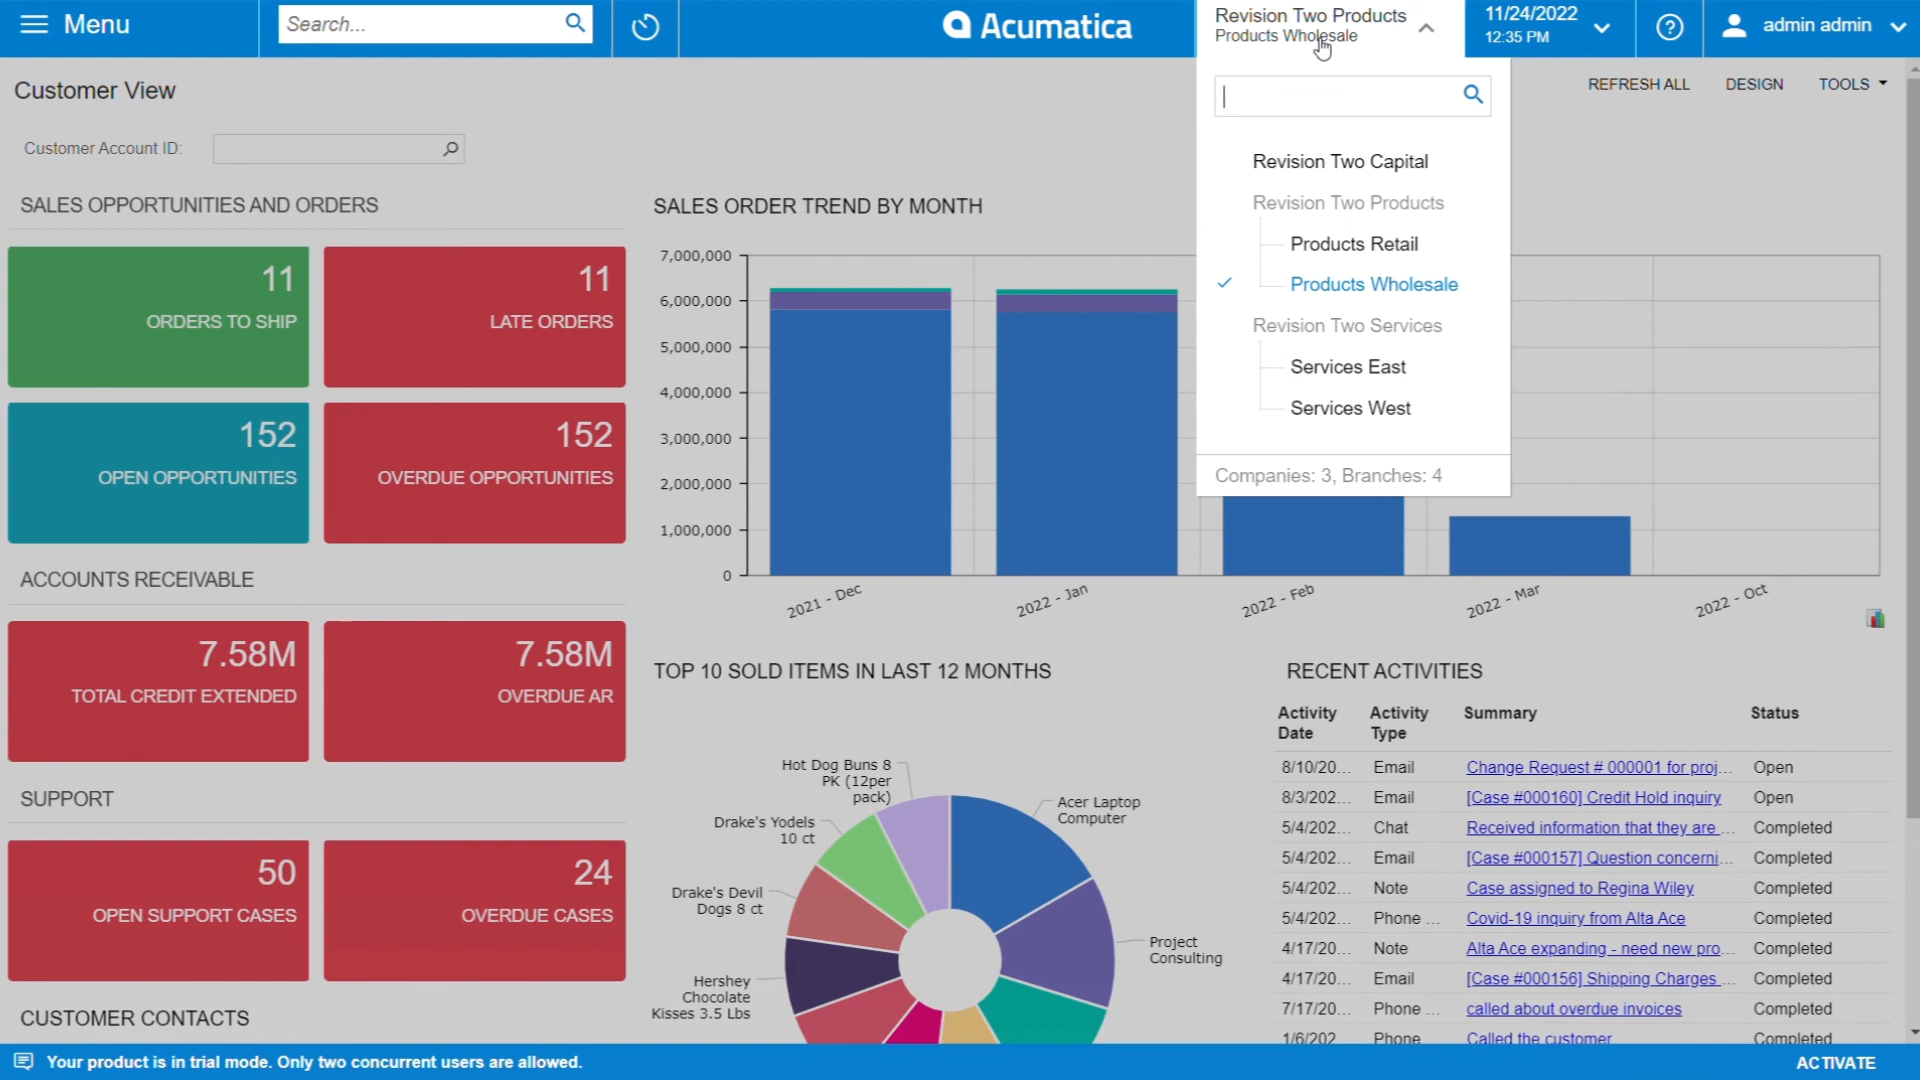 Menu
Search...
Acumatica
Revision Two Products
Products Wholesale
11/24/2022
12:35 PM
admin admin
Customer View
REFRESH ALL
DESIGN
TOOLS
Customer Account ID:
Revision Two Capital
Revision Two Products
Products Retail
Products Wholesale
Revision Two Services
Services East
Services West
Companies: 3, Branches: 4
SALES OPPORTUNITIES AND ORDERS
11
ORDERS TO SHIP
11
LATE ORDERS
152
OPEN OPPORTUNITIES
152
OVERDUE OPPORTUNITIES
ACCOUNTS RECEIVABLE
7.58M
TOTAL CREDIT EXTENDED
7.58M
OVERDUE AR
SUPPORT
50
OPEN SUPPORT CASES
24
OVERDUE CASES
CUSTOMER CONTACTS
SALES ORDER TREND BY MONTH
7,000,000
6,000,000
5,000,000
4,000,000
3,000,000
2,000,000
1,000,000
0
2021 - Dec
2022 - Jan
2022 - Feb
2022 - Mar
2022 - Oct
TOP 10 SOLD ITEMS IN LAST 12 MONTHS
Hot Dog Buns 8
PK (12per
pack)
Acer Laptop
Computer
Drake's Yodels
10 ct
Drake's Devil
Dogs 8 ct
Project
Consulting
Hershey
Chocolate
Kisses 3.5 Lbs
RECENT ACTIVITIES
Activity Date Activity Type Summary Status
8/10/20... Email Change Request # 000001 for proj... Open
8/3/202... Email [Case #000160] Credit Hold inquiry Open
5/4/202... Chat Received information that they are ... Completed
5/4/202... Email [Case #000157] Question concerni... Completed
5/4/202... Note Case assigned to Regina Wiley Completed
5/4/202... Phone ... Covid-19 inquiry from Alta Ace Completed
4/17/20... Note Alta Ace expanding - need new pro... Completed
4/17/20... Email [Case #000156] Shipping Charges ... Completed
7/17/20... Phone ... called about overdue invoices Completed
1/6/202 Phone Called the customer Completed
Your product is in trial mode. Only two concurrent users are allowed.
ACTIVATE